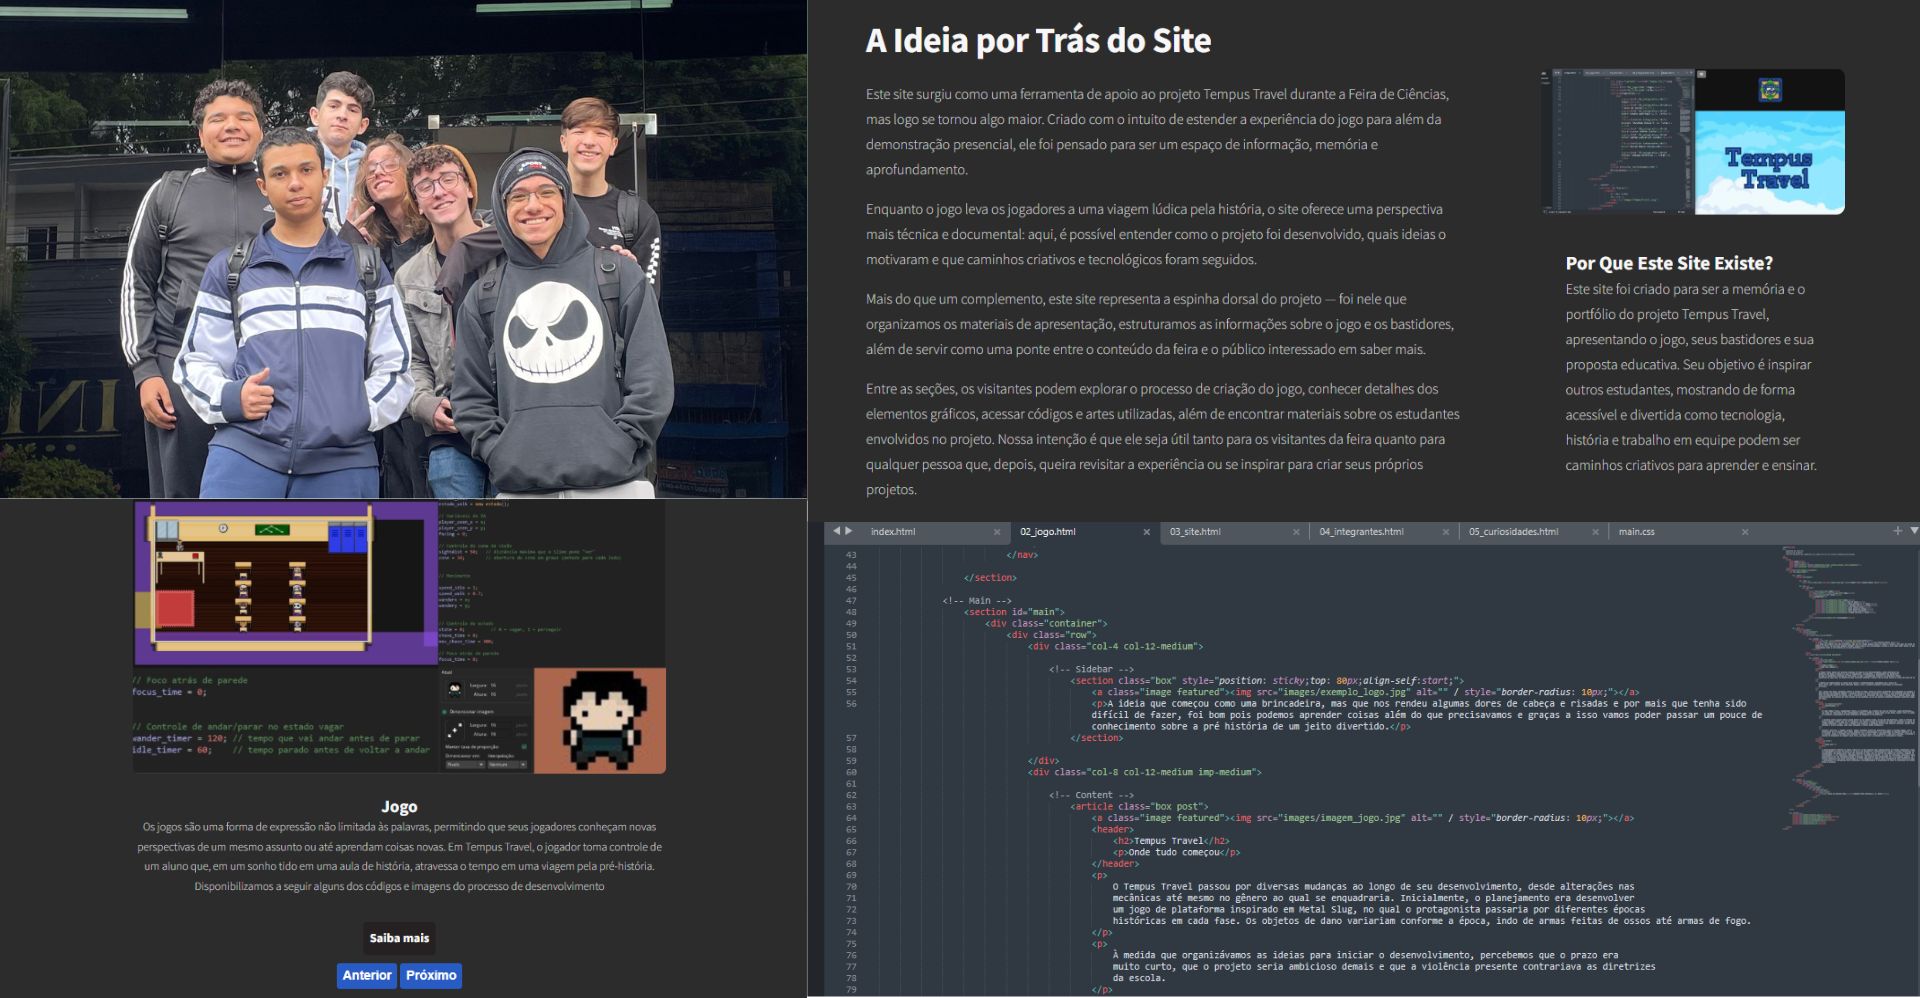 A Ideia por Trás do Site
Este site surgiu como uma ferramenta de apoio ao projeto Tempus Travel durante a Feira de Ciências,
mas logo se tornou algo maior. Criado com o intuito de estender a experiência do jogo para além da
demonstração presencial, ele foi pensado para ser um espaço de informação, memória e
aprofundamento.
Enquanto o jogo leva os jogadores a uma viagem lúdica pela história, o site oferece uma perspectiva
mais técnica e documental: aqui, é possível entender como o projeto foi desenvolvido, quais ideias o
motivaram e que caminhos criativos e tecnológicos foram seguidos.
Mais do que um complemento, este site representa a espinha dorsal do projeto — foi nele que
organizamos os materiais de apresentação, estruturamos as informações sobre o jogo e os bastidores,
além de servir como uma ponte entre o conteúdo da feira e o público interessado em saber mais.
Entre as seções, os visitantes podem explorar o processo de criação do jogo, conhecer detalhes dos
elementos gráficos, acessar códigos e artes utilizadas, além de encontrar materiais sobre os estudantes
envolvidos no projeto. Nossa intenção é que ele seja útil tanto para os visitantes da feira quanto para
qualquer pessoa que, depois, queira revisitar a experiência ou se inspirar para criar seus próprios
projetos.
Tempus
Travel
Por Que Este Site Existe?
Este site foi criado para ser a memória e o
portfólio do projeto Tempus Travel,
apresentando o jogo, seus bastidores e sua
proposta educativa. Seu objetivo é inspirar
outros estudantes, mostrando de forma
acessível e divertida como tecnologia,
história e trabalho em equipe podem ser
caminhos criativos para aprender e ensinar.
// Foco atrás de parede
focus_time = 0;
// Controle de andar/parar no estado vagar
wander_timer = 120; // tempo que vai andar antes de parar
idle_timer = 60; // tempo parado antes de voltar a andar
Jogo
Os jogos são uma forma de expressão não limitada às palavras, permitindo que seus jogadores conheçam novas
perspectivas de um mesmo assunto ou até aprendam coisas novas. Em Tempus Travel, o jogador toma controle de
um aluno que, em um sonho tido em uma aula de história, atravessa o tempo em uma viagem pela pré-história.
Disponibilizamos a seguir alguns dos códigos e imagens do processo de desenvolvimento
Saiba mais
Anterior Próximo
index.html 02_jogo.html 03_site.html 04_integrantes.html 05_curiosidades.html main.css
43 </nav>
44
45 </section>
46
47 <!-- Main -->
48 <section id="main">
49 <div class="container">
50 <div class="row">
51 <div class="col-4 col-12-medium">
52
53 <!-- Sidebar -->
54 <section class="box" style="position: sticky;top: 80px;align-self:start;">
55 <a class="image featured"><img src="images/exemplo_logo.jpg" alt="" / style="border-radius: 10px;"></a>
56 <p>A ideia que começou como uma brincadeira, mas que nos rendeu algumas dores de cabeça e risadas e por mais que tenha sido
difícil de fazer, foi bom pois podemos aprender coisas além do que precisavamos e graças a isso vamos poder passar um pouce de
conhecimento sobre a pré história de um jeito divertido.</p>
57 </section>
58
59 </div>
60 <div class="col-8 col-12-medium imp-medium">
61
62 <!-- Content -->
63 <article class="box post">
64 <a class="image featured"><img src="images/imagem_jogo.jpg" alt="" / style="border-radius: 10px;"></a>
65 <header>
66 <h2>Tempus Travel</h2>
67 <p>Onde tudo começou</p>
68 </header>
69 <p>
70 O Tempus Travel passou por diversas mudanças ao longo de seu desenvolvimento, desde alterações nas
71 mecânicas até mesmo no gênero ao qual se enquadraria. Inicialmente, o planejamento era desenvolver
72 um jogo de plataforma inspirado em Metal Slug, no qual o protagonista passaria por diferentes épocas
73 históricas em cada fase. Os objetos de dano variariam conforme a época, indo de armas feitas de ossos até armas de fogo.
74 </p>
75 <p>
76 À medida que organizávamos as ideias para iniciar o desenvolvimento, percebemos que o prazo era
77 muito curto, que o projeto seria ambicioso demais e que a violência presente contrariava as diretrizes
78 da escola.
79 </p>